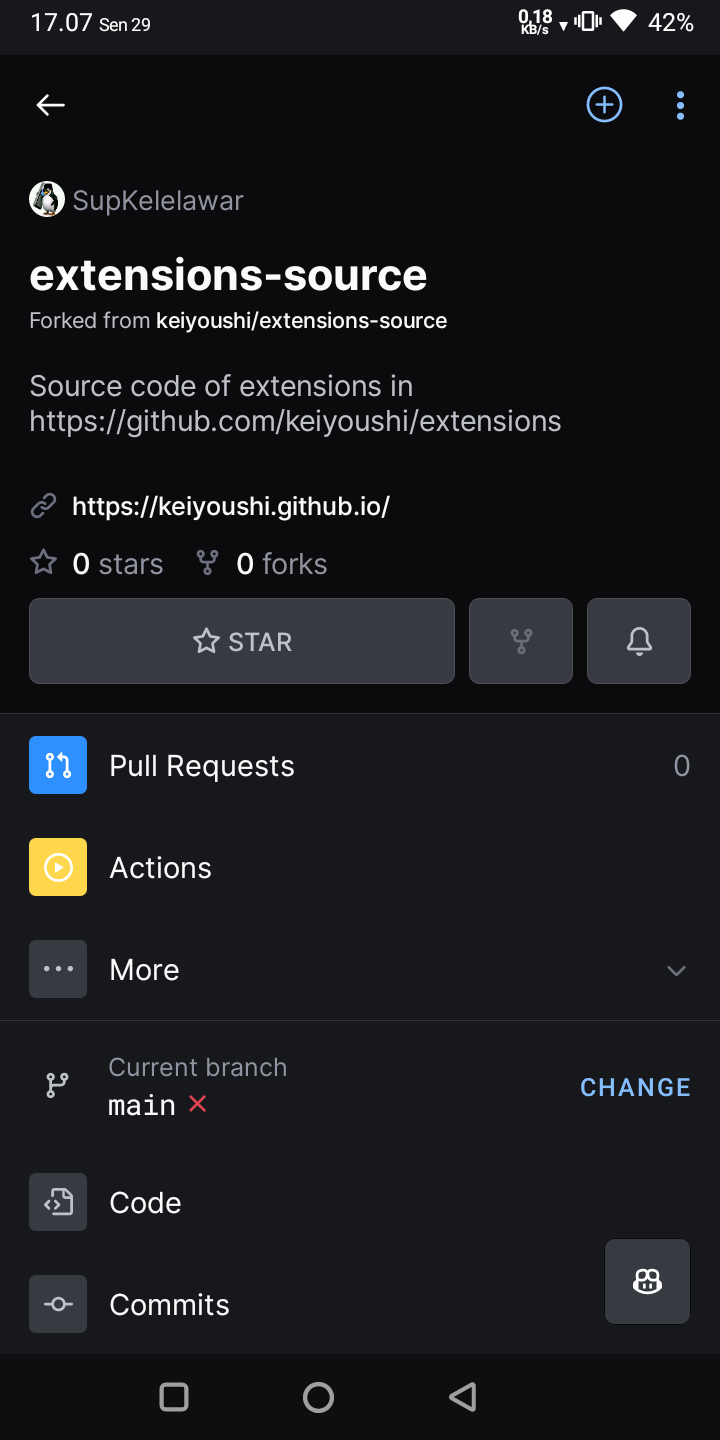 17.07 Sen 29
0,18
KB/s
42%
SupKelelawar
extensions-source
Forked from keiyoushi/extensions-source
Source code of extensions in
https://github.com/keiyoushi/extensions
https://keiyoushi.github.io/
0 stars 0 forks
STAR
Pull Requests 0
Actions
More
Current branch
main
CHANGE
Code
Commits